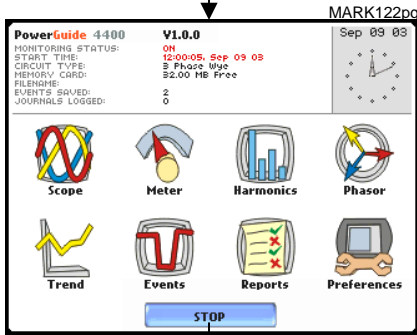 MARK122pg
PowerGuide 4400 V1.0.0
Sep 09 03
MONITORING STATUS: ON
START TIME: 12:00:05, Sep 09 03
CIRCUIT TYPE: 3 Phase Wye
MEMORY CARD: 32.00 MB Free
FILENAME:
EVENTS SAVED: 2
JOURNALS LOGGED: 0
Scope Meter Harmonics Phasor
Trend Events Reports Preferences
STOP